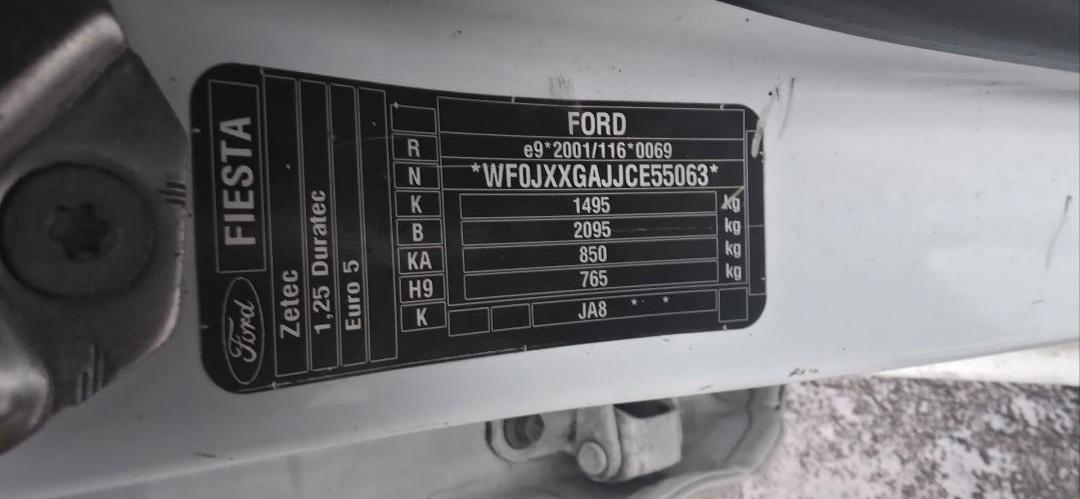 Ford
FIESTA
Zetec
1,25 Duratec
Euro 5
FORD
R e9*2001/116*0069
N *WF0JXXGAJJCE55063*
K 1495 kg
B 2095 kg
KA 850 kg
H9 765 kg
K JA8 * *